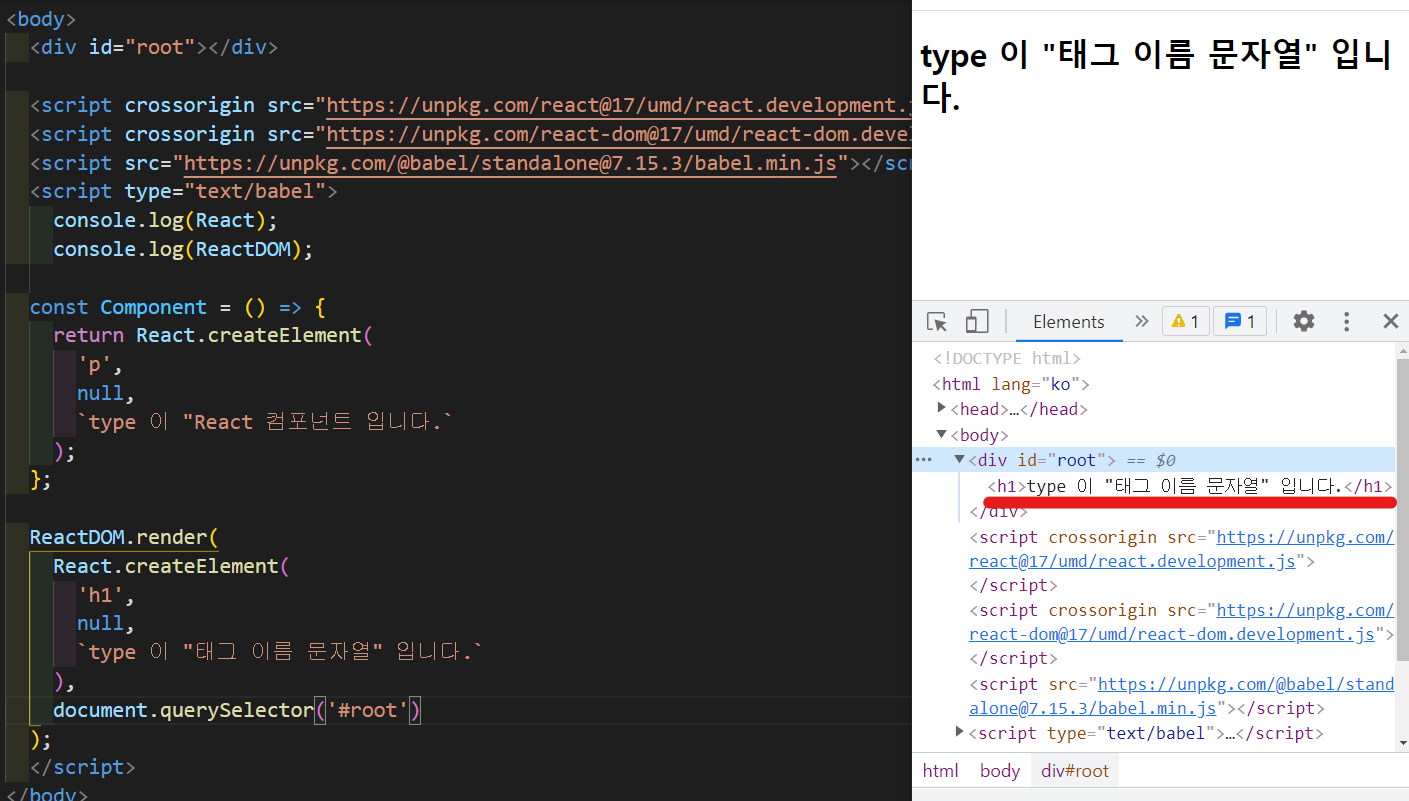 <body>
<div id="root"></div>
<script crossorigin src="https://unpkg.com/react@17/umd/react.development.j
<script crossorigin src="https://unpkg.com/react-dom@17/umd/react-dom.devel
<script src="https://unpkg.com/@babel/standalone@7.15.3/babel.min.js"></scr
<script type="text/babel">
console.log(React);
console.log(ReactDOM);
const Component = () => {
return React.createElement(
'p',
null,
`type 이 "React 컴포넌트 입니다.`
);
};
ReactDOM.render(
React.createElement(
'h1',
null,
`type 이 "태그 이름 문자열" 입니다.`
),
document.querySelector('#root')
);
</script>
</body>
type 이 "태그 이름 문자열" 입니
다.
Elements
1
1
<!DOCTYPE html>
<html lang="ko">
<head>…</head>
<body>
<div id="root"> == $0
<h1>type 이 "태그 이름 문자열" 입니다.</h1>
</div>
<script crossorigin src="https://unpkg.com/
react@17/umd/react.development.js">
</script>
<script crossorigin src="https://unpkg.com/
react-dom@17/umd/react-dom.development.js">
</script>
<script src="https://unpkg.com/@babel/stand
alone@7.15.3/babel.min.js"></script>
<script type="text/babel">…</script>
html body div#root